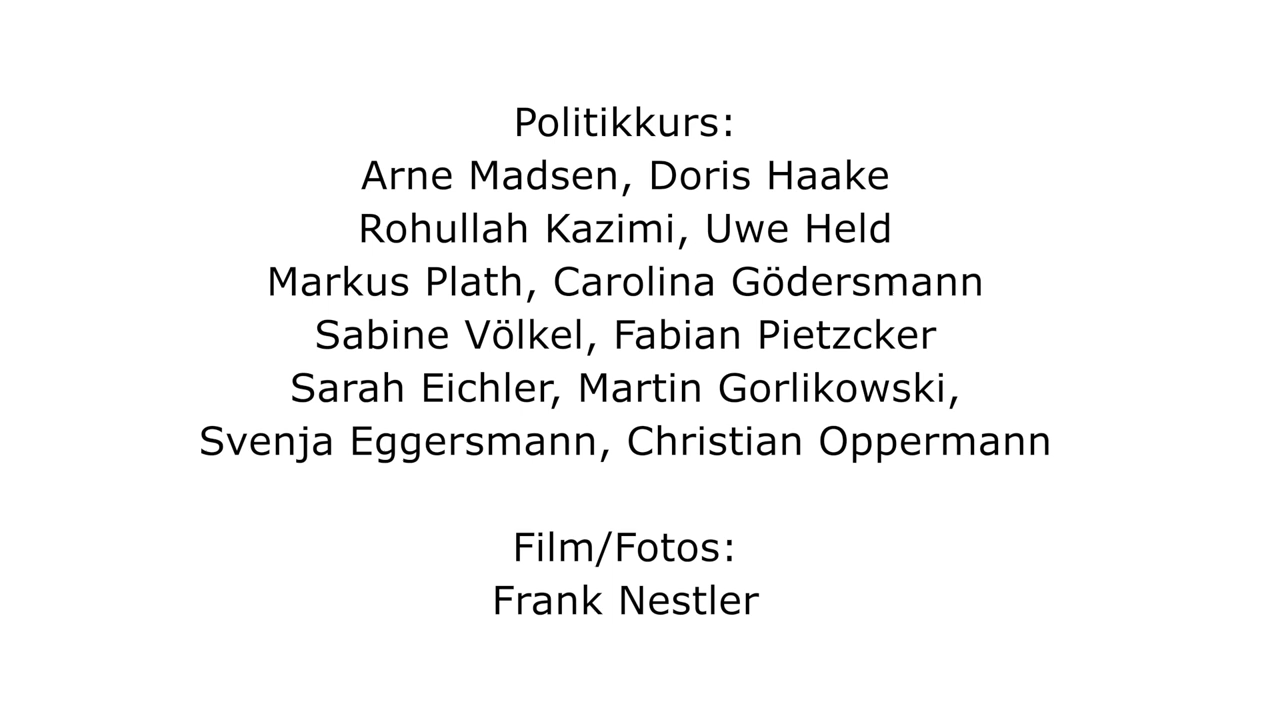 Politikkurs:
Arne Madsen, Doris Haake
Rohullah Kazimi, Uwe Held
Markus Plath, Carolina Gödersmann
Sabine Völkel, Fabian Pietzcker
Sarah Eichler, Martin Gorlikowski,
Svenja Eggersmann, Christian Oppermann
Film/Fotos:
Frank Nestler